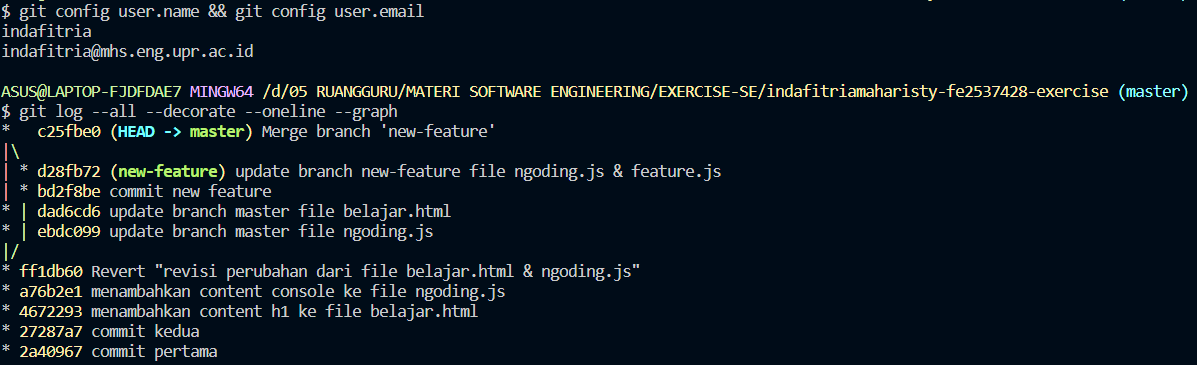 $ git config user.name && git config user.email
indafitria
indafitria@mhs.eng.upr.ac.id
ASUS@LAPTOP-FJDFDAE7 MINGW64 /d/05 RUANGGURU/MATERI SOFTWARE ENGINEERING/EXERCISE-SE/indafitriamaharisty-fe2537428-exercise (master)
$ git log --all --decorate --oneline --graph
*   c25fbe0 (HEAD -> master) Merge branch 'new-feature'
|\
| * d28fb72 (new-feature) update branch new-feature file ngoding.js & feature.js
| * bd2f8be commit new feature
* | dad6cd6 update branch master file belajar.html
* | ebdc099 update branch master file ngoding.js
|/
* ff1db60 Revert "revisi perubahan dari file belajar.html & ngoding.js"
* a76b2e1 menambahkan content console ke file ngoding.js
* 4672293 menambahkan content h1 ke file belajar.html
* 27287a7 commit kedua
* 2a40967 commit pertama